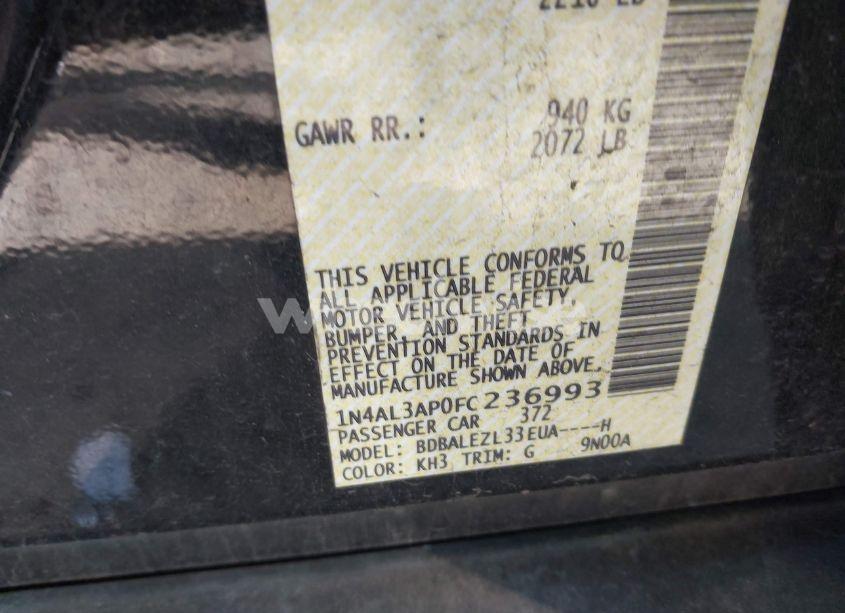 GAWR RR.: 940 KG
2072 LB
THIS VEHICLE CONFORMS TO
ALL APPLICABLE FEDERAL
MOTOR VEHICLE SAFETY,
BUMPER, AND THEFT
PREVENTION STANDARDS IN
EFFECT ON THE DATE OF
MANUFACTURE SHOWN ABOVE.
1N4AL3AP0FC236993
PASSENGER CAR 372
MODEL: BDBALEZL33EUA----H
COLOR: KH3 TRIM: G 9N00A